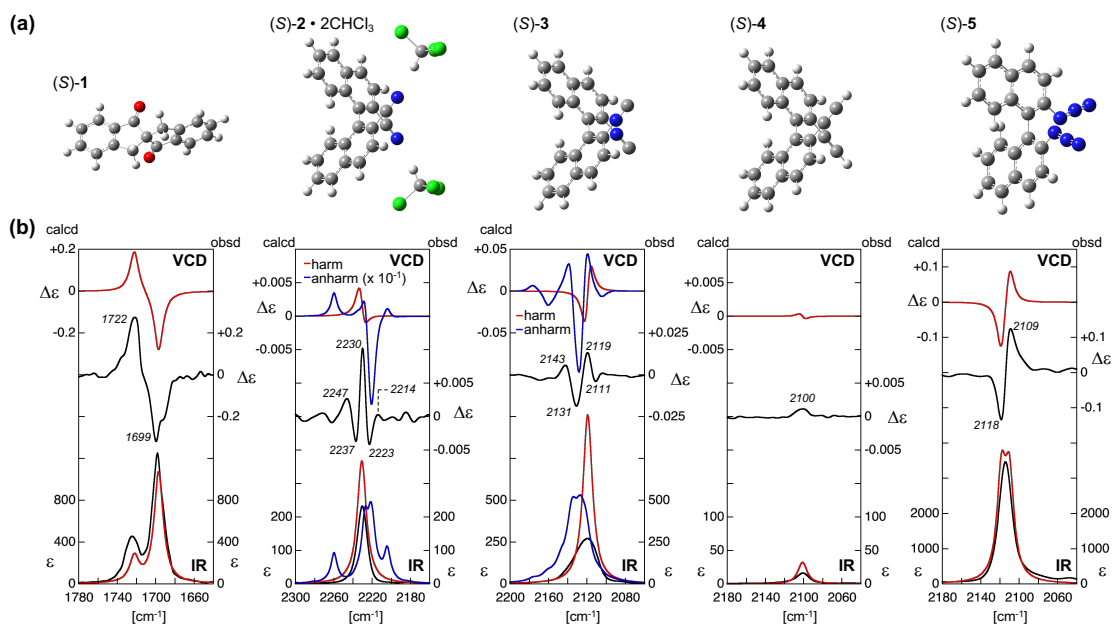 (a)
(S)-1
(S)-2 • 2CHCl3
(S)-3
(S)-4
(S)-5
(b)
calcd
obsd
VCD
+0.2
Δε
0
-0.2
1722
+0.2
0
Δε
-0.2
1699
800
400
0
ε
800
400
0
ε
IR
1780
1720
1660
[cm-1]
calcd
obsd
VCD
harm
anharm (x 10-1)
+0.005
Δε
0
-0.005
2230
2247
2214
2237
2223
+0.005
0
Δε
-0.005
300
200
100
0
ε
300
200
100
0
ε
IR
2300
2260
2220
2180
[cm-1]
calcd
obsd
VCD
+0.05
Δε
0
-0.05
harm
anharm
2143
2119
2111
2131
+0.025
0
Δε
-0.025
500
250
0
ε
500
250
0
ε
IR
2200
2160
2120
2080
[cm-1]
calcd
obsd
VCD
+0.005
Δε
0
-0.005
2100
+0.005
0
Δε
-0.005
100
50
0
ε
100
50
0
ε
IR
2180
2140
2100
2060
[cm-1]
calcd
obsd
VCD
+0.1
Δε
0
-0.1
2109
2118
+0.1
0
Δε
-0.1
3000
2000
1000
0
ε
2000
1000
0
ε
IR
2180
2140
2100
2060
[cm-1]